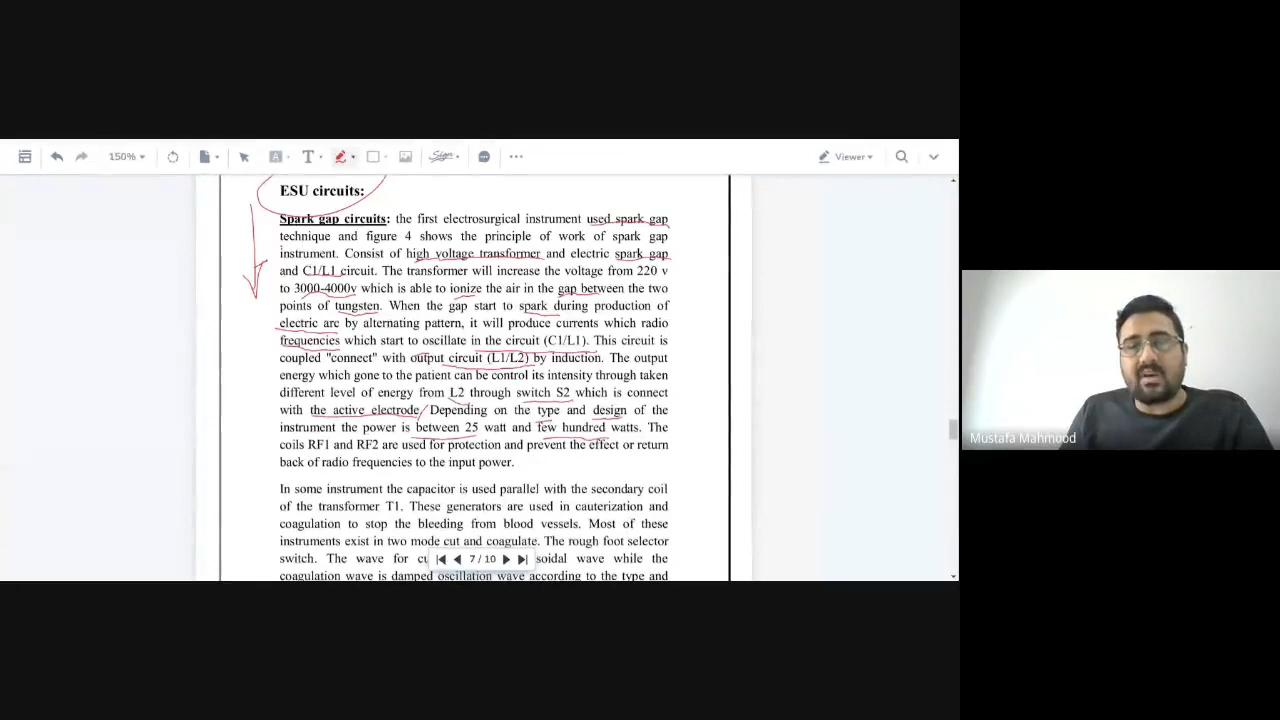 150%
T
A
Sign
Viewer
ESU circuits:
Spark gap circuits: the first electrosurgical instrument used spark gap
technique and figure 4 shows the principle of work of spark gap
instrument. Consist of high voltage transformer and electric spark gap
and C1/L1 circuit. The transformer will increase the voltage from 220 v
to 3000-4000v which is able to ionize the air in the gap between the two
points of tungsten. When the gap start to spark during production of
electric arc by alternating pattern, it will produce currents which radio
frequencies which start to oscillate in the circuit (C1/L1). This circuit is
coupled "connect" with output circuit (L1/L2) by induction. The output
energy which gone to the patient can be control its intensity through taken
different level of energy from L2 through switch S2 which is connect
with the active electrode. Depending on the type and design of the
instrument the power is between 25 watt and few hundred watts. The
coils RF1 and RF2 are used for protection and prevent the effect or return
back of radio frequencies to the input power.
In some instrument the capacitor is used parallel with the secondary coil
of the transformer T1. These generators are used in cauterization and
coagulation to stop the bleeding from blood vessels. Most of these
instruments exist in two mode cut and coagulate. The rough foot selector
switch. The wave for cu soidal wave while the
7 / 10
coagulation wave is damped oscillation wave according to the type and
Mustafa Mahmood